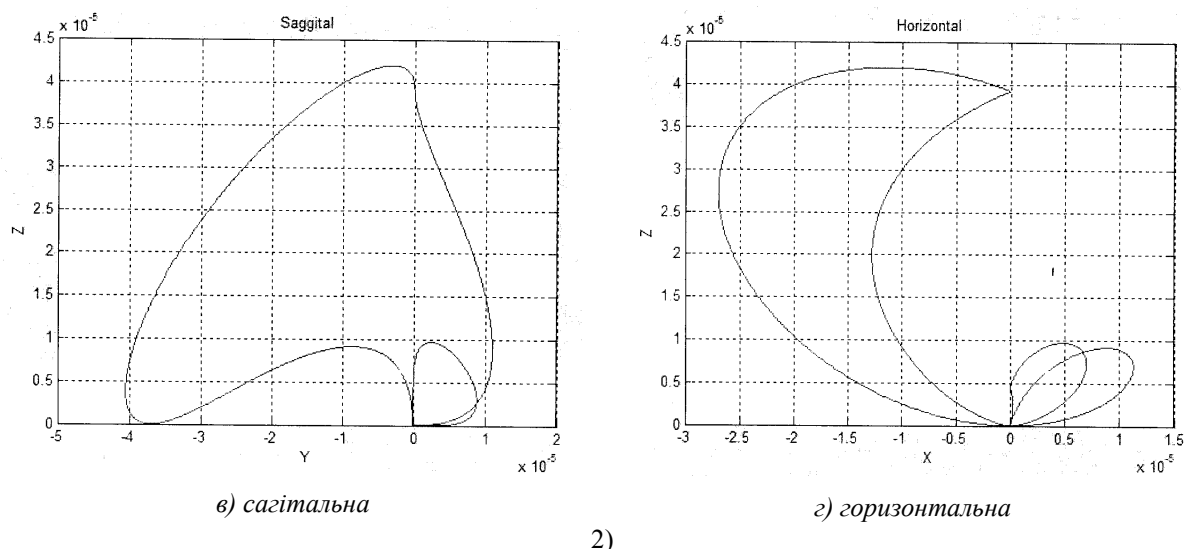 Saggital
x 10⁻⁵
4.5
4
3.5
3
2.5
2
1.5
1
0.5
0
Z
-5 -4 -3 -2 -1 0 1 2
Y
x 10⁻⁵
в) сагітальна
Horizontal
x 10⁻⁵
4.5
4
3.5
3
2.5
2
1.5
1
0.5
0
Z
-3 -2.5 -2 -1.5 -1 -0.5 0 0.5 1 1.5
X
x 10⁻⁵
г) горизонтальна
2)